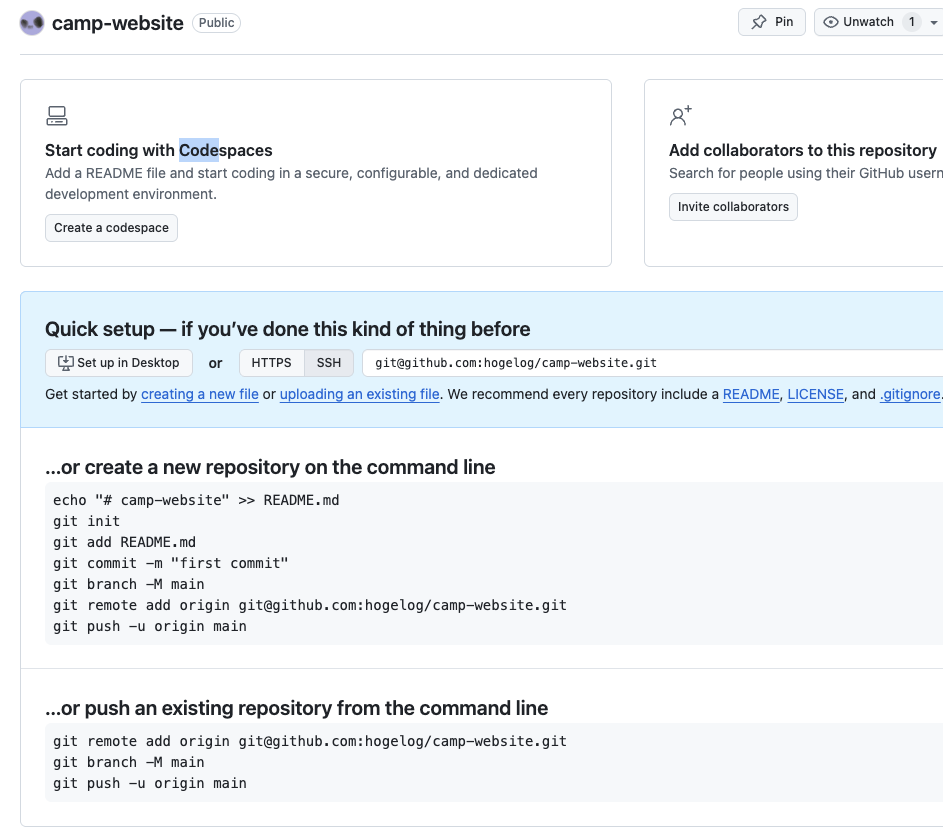 camp-website Public
Pin
Unwatch 1
Start coding with Codespaces
Add a README file and start coding in a secure, configurable, and dedicated
development environment.
Create a codespace
Add collaborators to this repository
Search for people using their GitHub
Invite collaborators
Quick setup — if you’ve done this kind of thing before
Set up in Desktop or HTTPS SSH git@github.com:hogelog/camp-website.git
Get started by creating a new file or uploading an existing file. We recommend every repository include a README, LICENSE, and .gitignore.
…or create a new repository on the command line
echo "# camp-website" >> README.md
git init
git add README.md
git commit -m "first commit"
git branch -M main
git remote add origin git@github.com:hogelog/camp-website.git
git push -u origin main
…or push an existing repository from the command line
git remote add origin git@github.com:hogelog/camp-website.git
git branch -M main
git push -u origin main